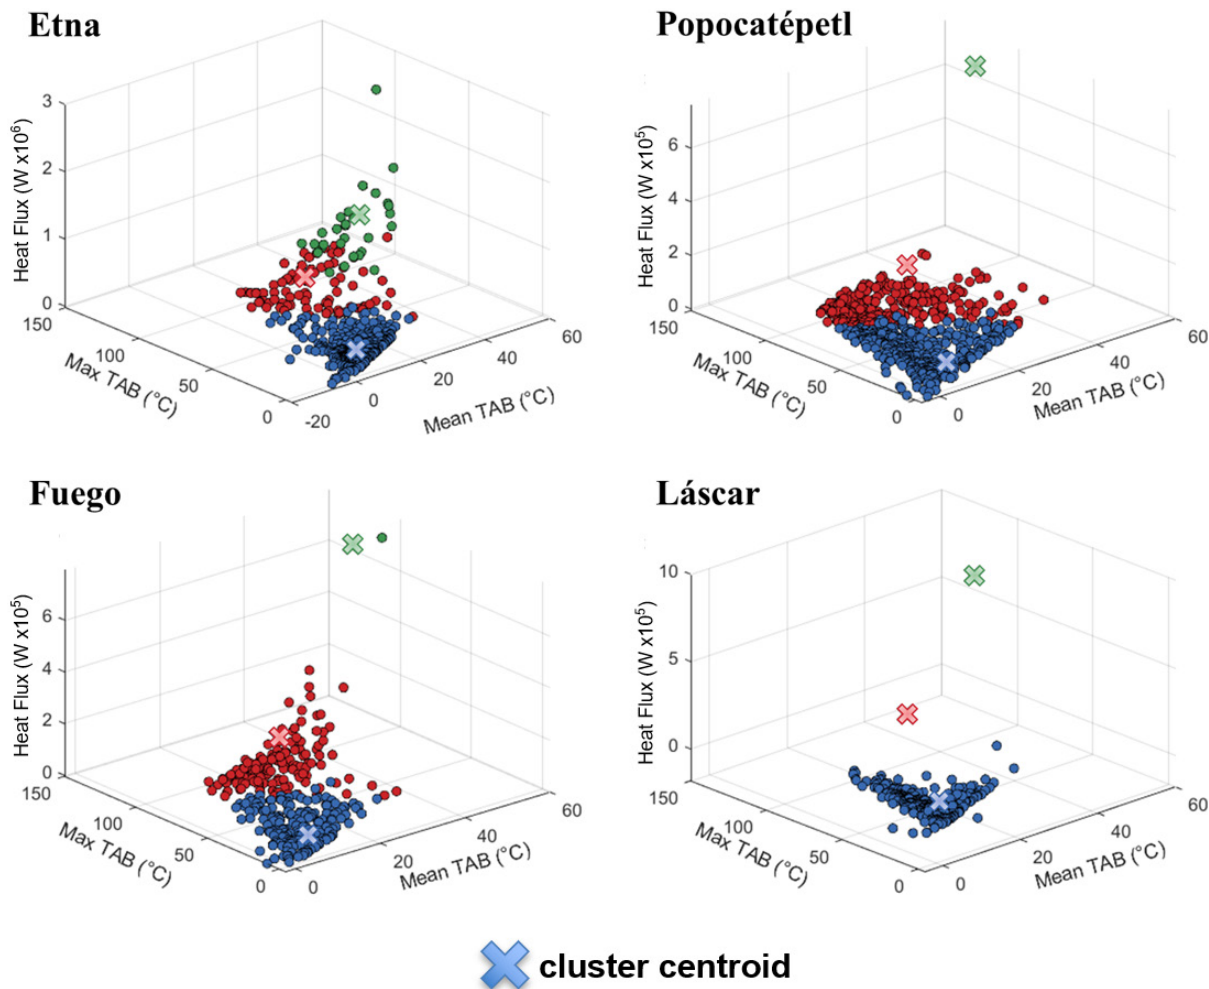 Etna
3
2
1
0
Heat Flux (W x10⁶)
150
100
50
0
Max TAB (°C)
-20
0
20
40
60
Mean TAB (°C)
Popocatépetl
6
4
2
0
Heat Flux (W x10⁵)
150
100
50
0
Max TAB (°C)
0
20
40
60
Mean TAB (°C)
Fuego
6
4
2
0
Heat Flux (W x10⁵)
150
100
50
0
Max TAB (°C)
0
20
40
60
Mean TAB (°C)
Láscar
10
5
0
Heat Flux (W x10⁵)
150
100
50
0
Max TAB (°C)
0
20
40
60
Mean TAB (°C)
cluster centroid